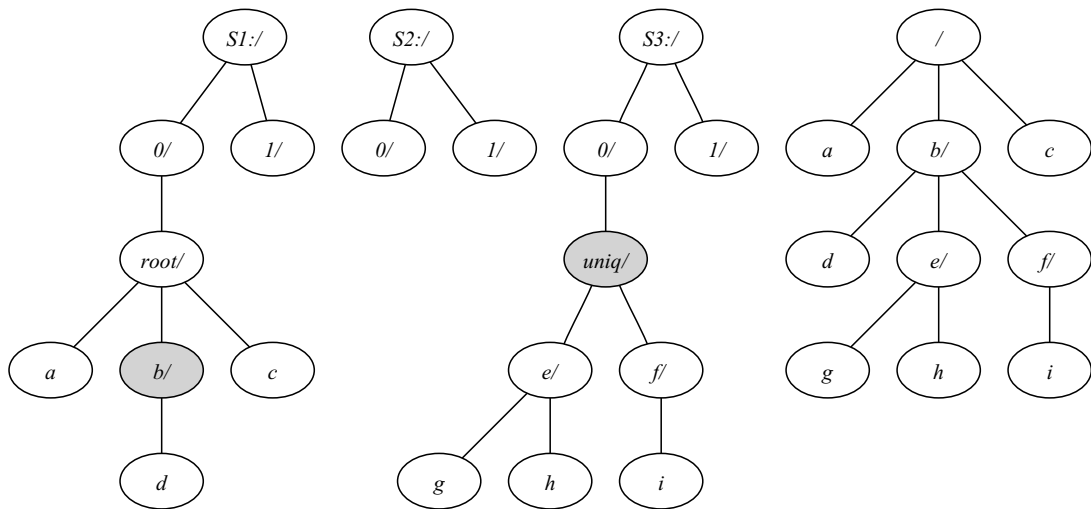 S1:/ S2:/ S3:/ /
0/ 1/ 0/ 1/ 0/ 1/ a b/ c
root/ uniq/ d e/ f/
a b/ c e/ f/ g h i
d g h i